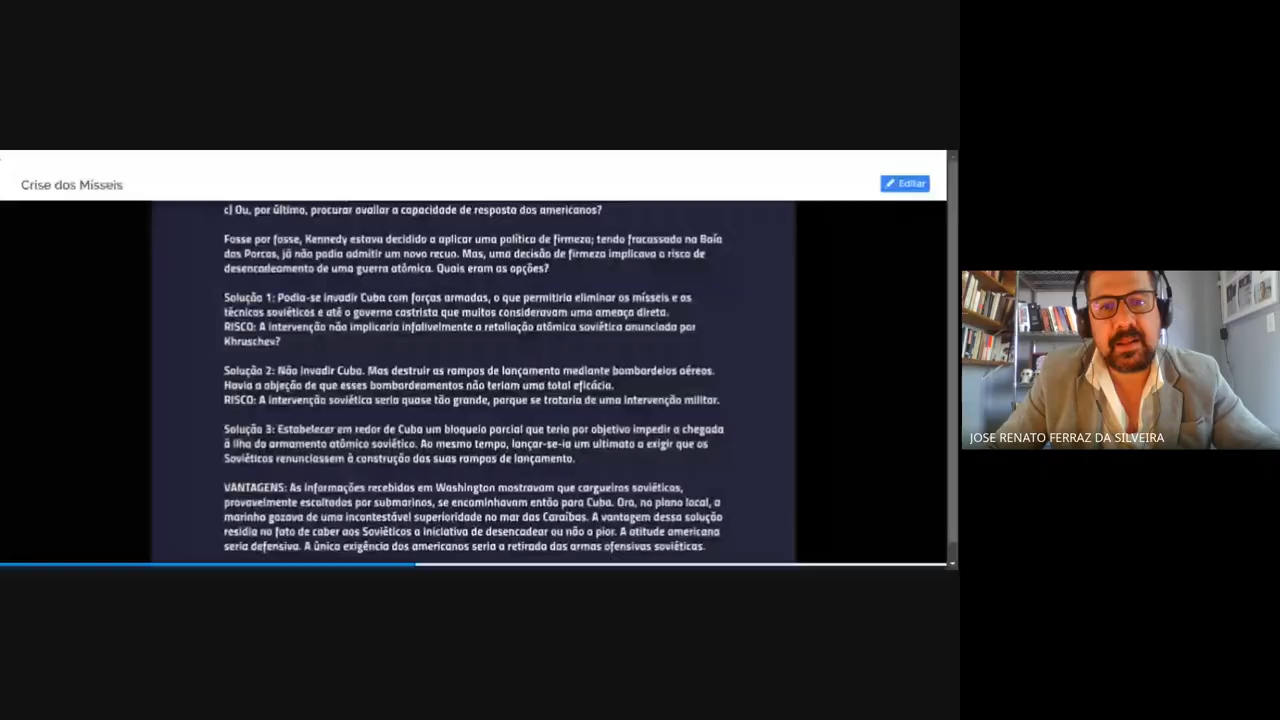 Crise dos Mísseis
Editar
c) Ou, por último, procurar avaliar a capacidade de resposta dos americanos?
Fosse por fosse, Kennedy estava decidido a aplicar uma política de firmeza; tendo fracassado na Baía
dos Porcos, já não podia admitir um novo recuo. Mas, uma decisão de firmeza implicava o risco de
desencadeamento de uma guerra atômica. Quais eram as opções?
Solução 1: Podia-se invadir Cuba com forças armadas, o que permitiria eliminar os mísseis e os
técnicos soviéticos e até o governo castrista que muitos consideravam uma ameaça direta.
RISCO: A intervenção não implicaria infalivelmente a retaliação atômica soviética anunciada por
Khruschev?
Solução 2: Não invadir Cuba. Mas destruir as rampas de lançamento mediante bombardeios aéreos.
Havia a objeção de que esses bombardeamentos não teriam uma total eficácia.
RISCO: A intervenção soviética seria quase tão grande, porque se trataria de uma intervenção militar.
Solução 3: Estabelecer em redor de Cuba um bloqueio parcial que teria por objetivo impedir a chegada
à ilha do armamento atômico soviético. Ao mesmo tempo, lançar-se-ia um ultimato a exigir que os
Soviéticos renunciassem à construção das suas rampas de lançamento.
VANTAGENS: As informações recebidas em Washington mostravam que cargueiros soviéticos,
provavelmente escoltados por submarinos, se encaminhavam então para Cuba. Ora, no plano local, a
marinha gozava de uma incontestável superioridade no mar das Caraíbas. A vantagem dessa solução
residia no fato de caber aos Soviéticos a iniciativa de desencadear ou não a pior. A atitude americana
seria defensiva. A única exigência dos americanos seria a retirada das armas ofensivas soviéticas.
JOSE RENATO FERRAZ DA SILVEIRA